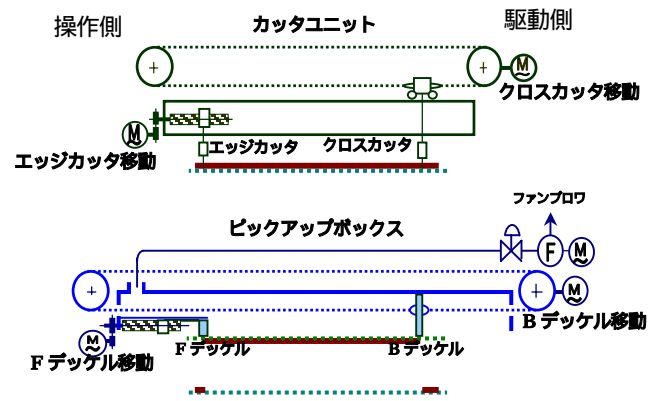 操作側
カッタユニット
駆動側
M
クロスカッタ移動
M
エッジカッタ
クロスカッタ
エッジカッタ移動
ファンブロワ
ピックアップボックス
F
M
M
B デッケル移動
M
F デッケル
B デッケル
F デッケル移動